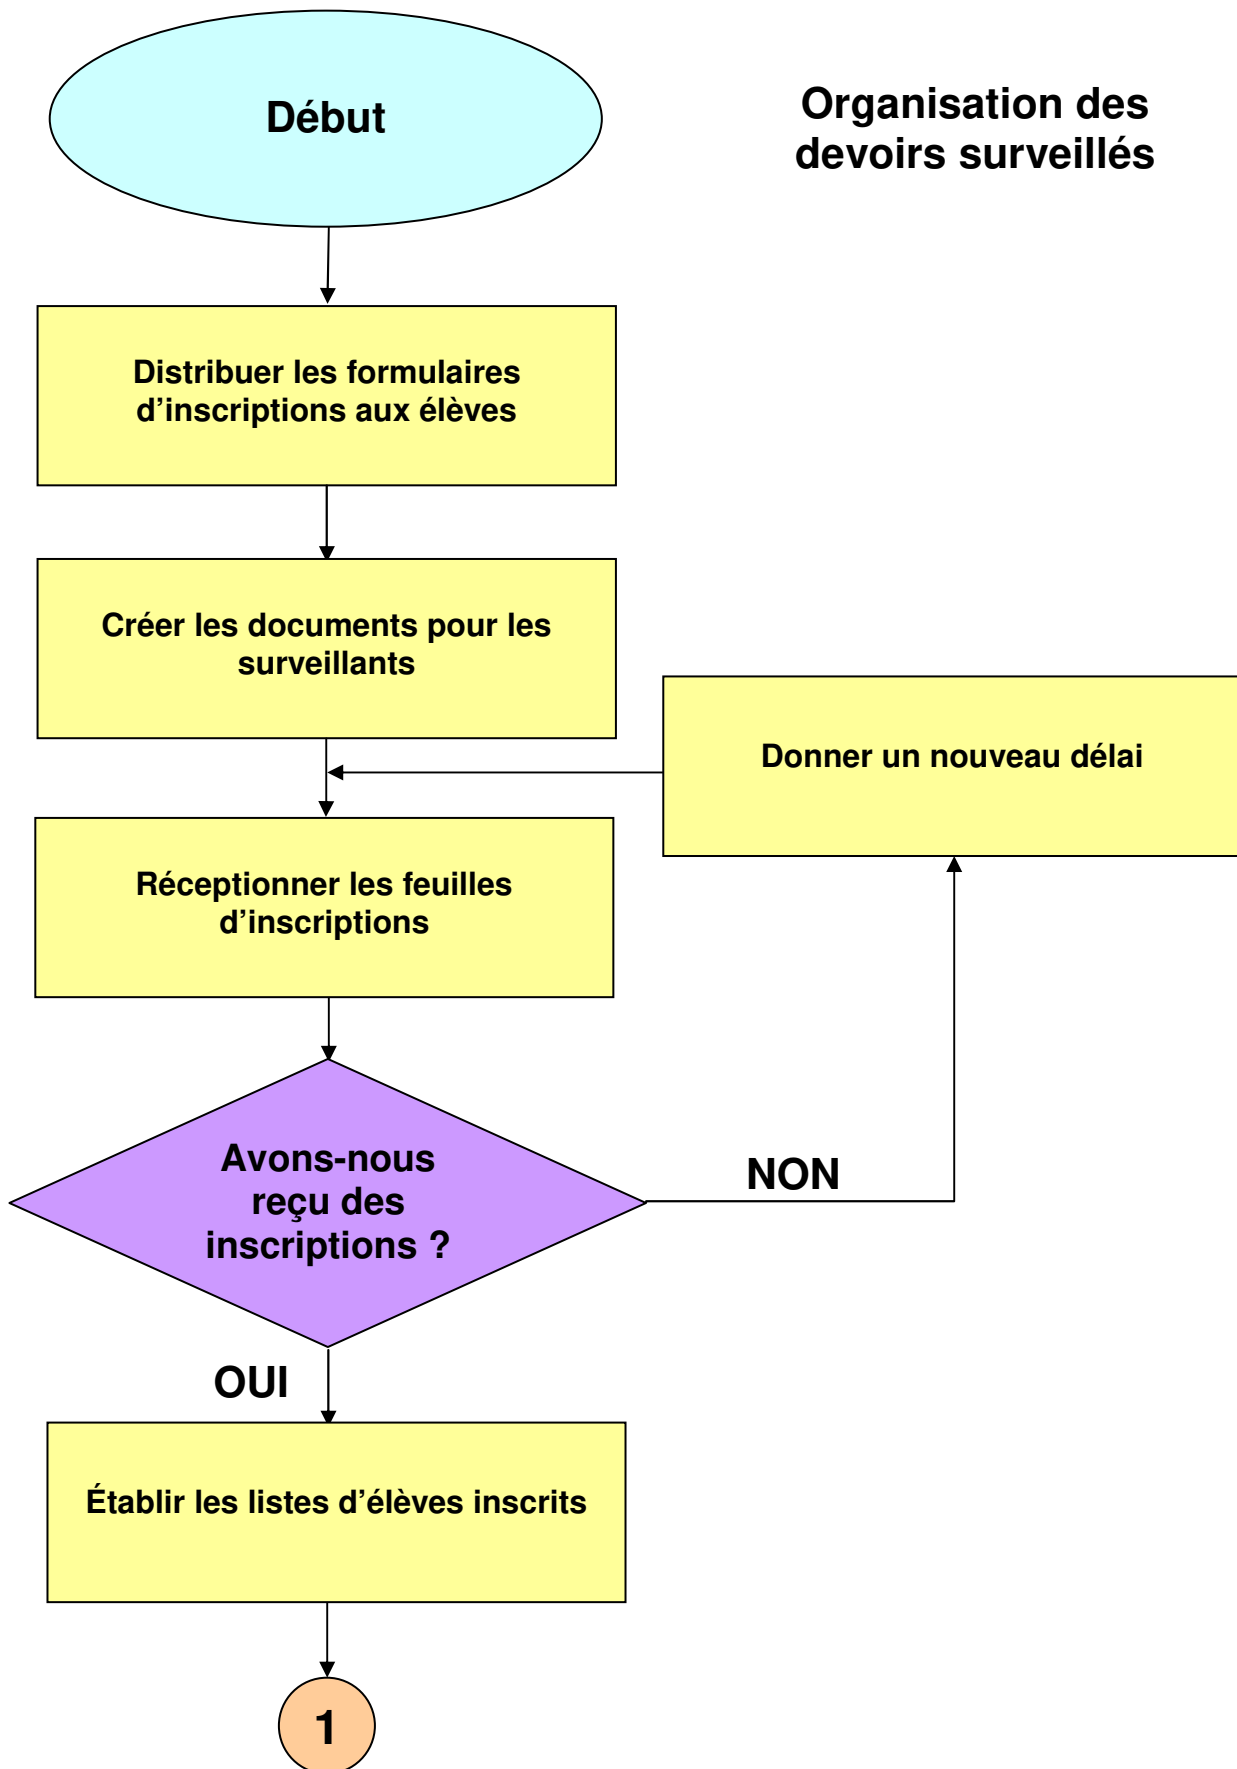 Début
Organisation des
devoirs surveillés
Distribuer les formulaires
d’inscriptions aux élèves
Créer les documents pour les
surveillants
Donner un nouveau délai
Réceptionner les feuilles
d’inscriptions
Avons-nous
reçu des
inscriptions ?
NON
OUI
Établir les listes d’élèves inscrits
1